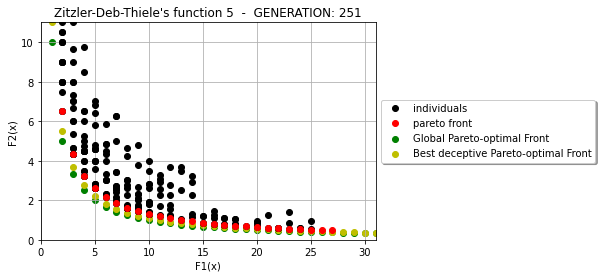 Zitzler-Deb-Thiele's function 5 - GENERATION: 251
F2(x)
10
8
6
4
2
0
0 5 10 15 20 25 30
F1(x)
individuals
pareto front
Global Pareto-optimal Front
Best deceptive Pareto-optimal Front